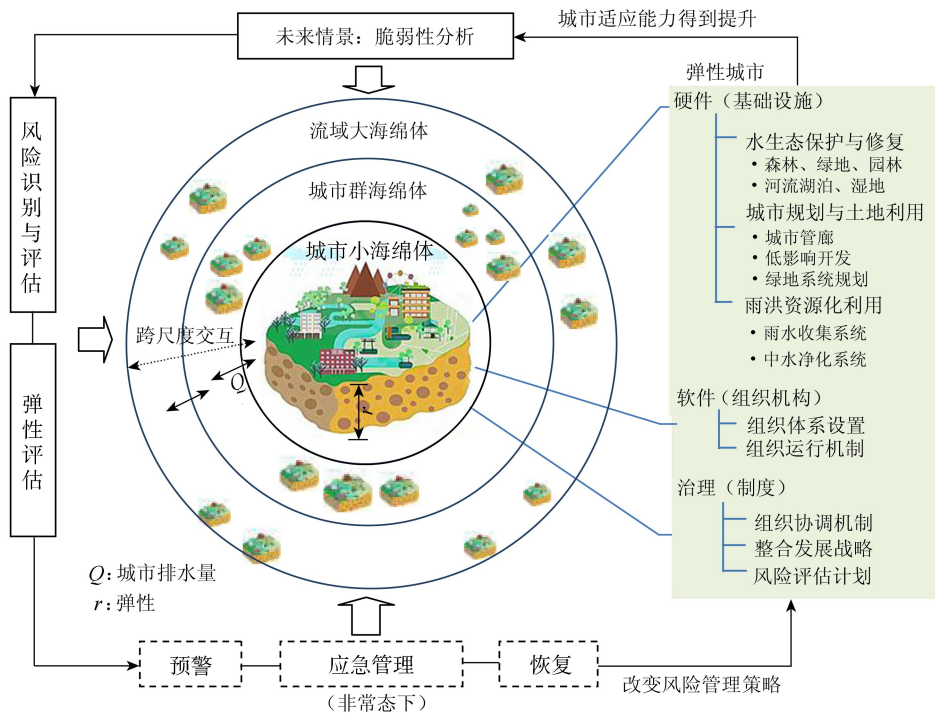 城市适应能力得到提升
未来情景：脆弱性分析
弹性城市
硬件（基础设施）
水生态保护与修复
• 森林、绿地、园林
• 河流湖泊、湿地
城市规划与土地利用
• 城市管廊
• 低影响开发
• 绿地系统规划
雨洪资源化利用
• 雨水收集系统
• 中水净化系统
软件（组织机构）
组织体系设置
组织运行机制
治理（制度）
组织协调机制
整合发展战略
风险评估计划
风险识别与评估
弹性评估
流域大海绵体
城市群海绵体
城市小海绵体
跨尺度交互
Q
r
Q：城市排水量
r：弹性
预警
应急管理
恢复
（非常态下）
改变风险管理策略